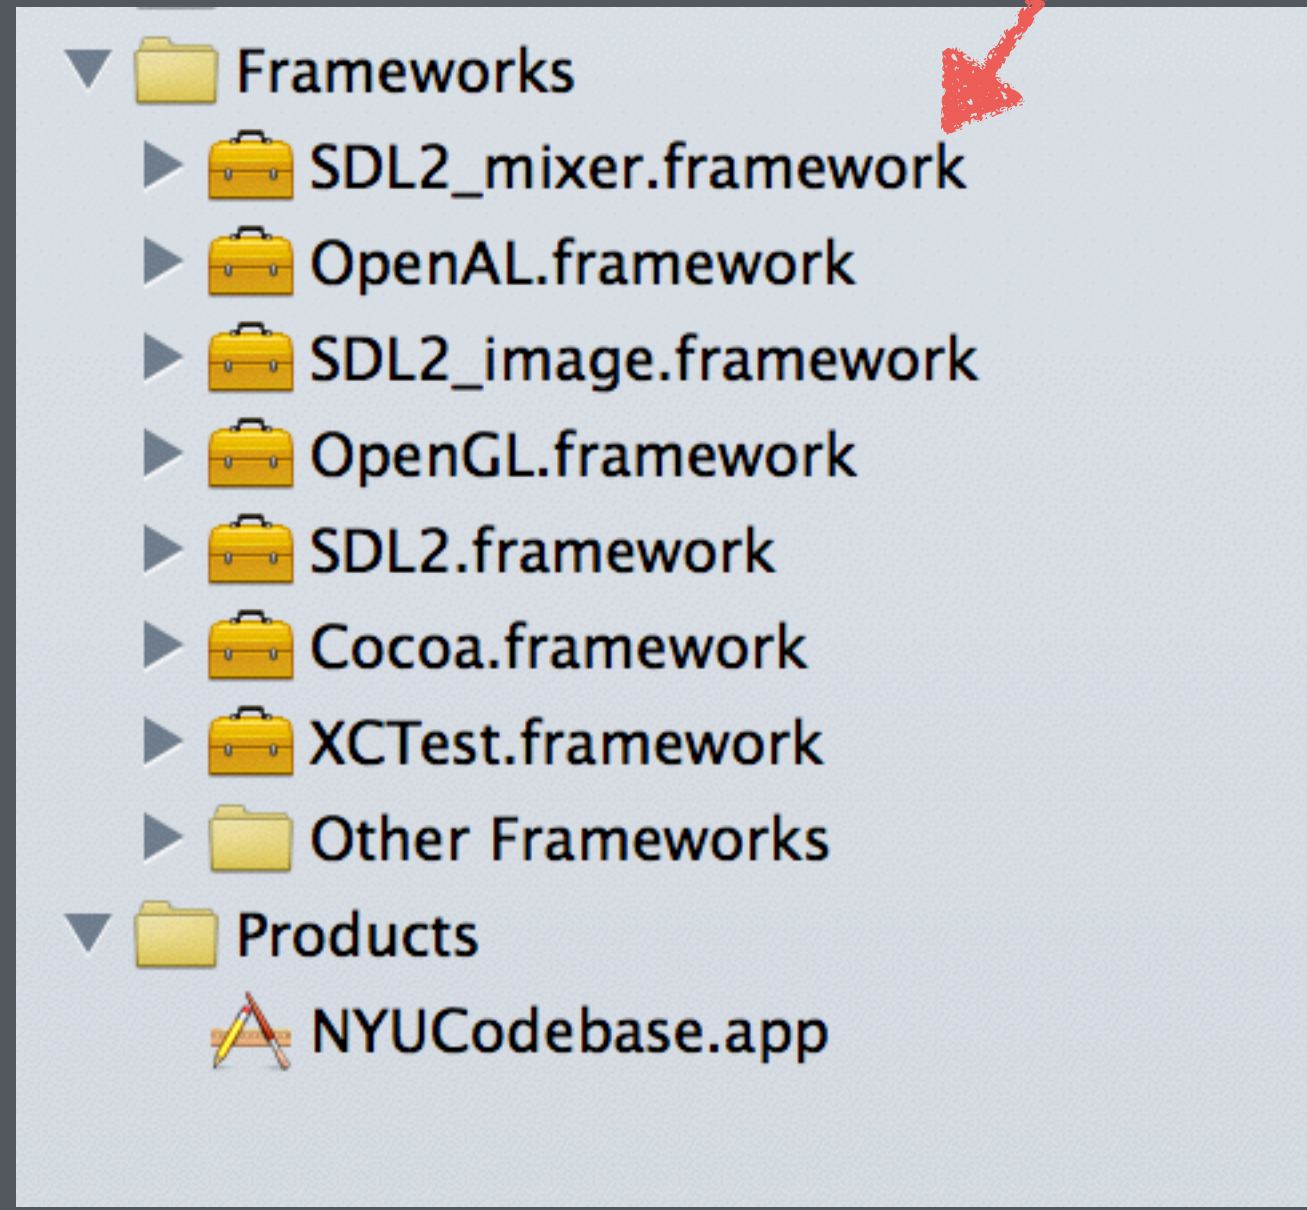 Frameworks
SDL2_mixer.framework
OpenAL.framework
SDL2_image.framework
OpenGL.framework
SDL2.framework
Cocoa.framework
XCTest.framework
Other Frameworks
Products
NYUCodebase.app